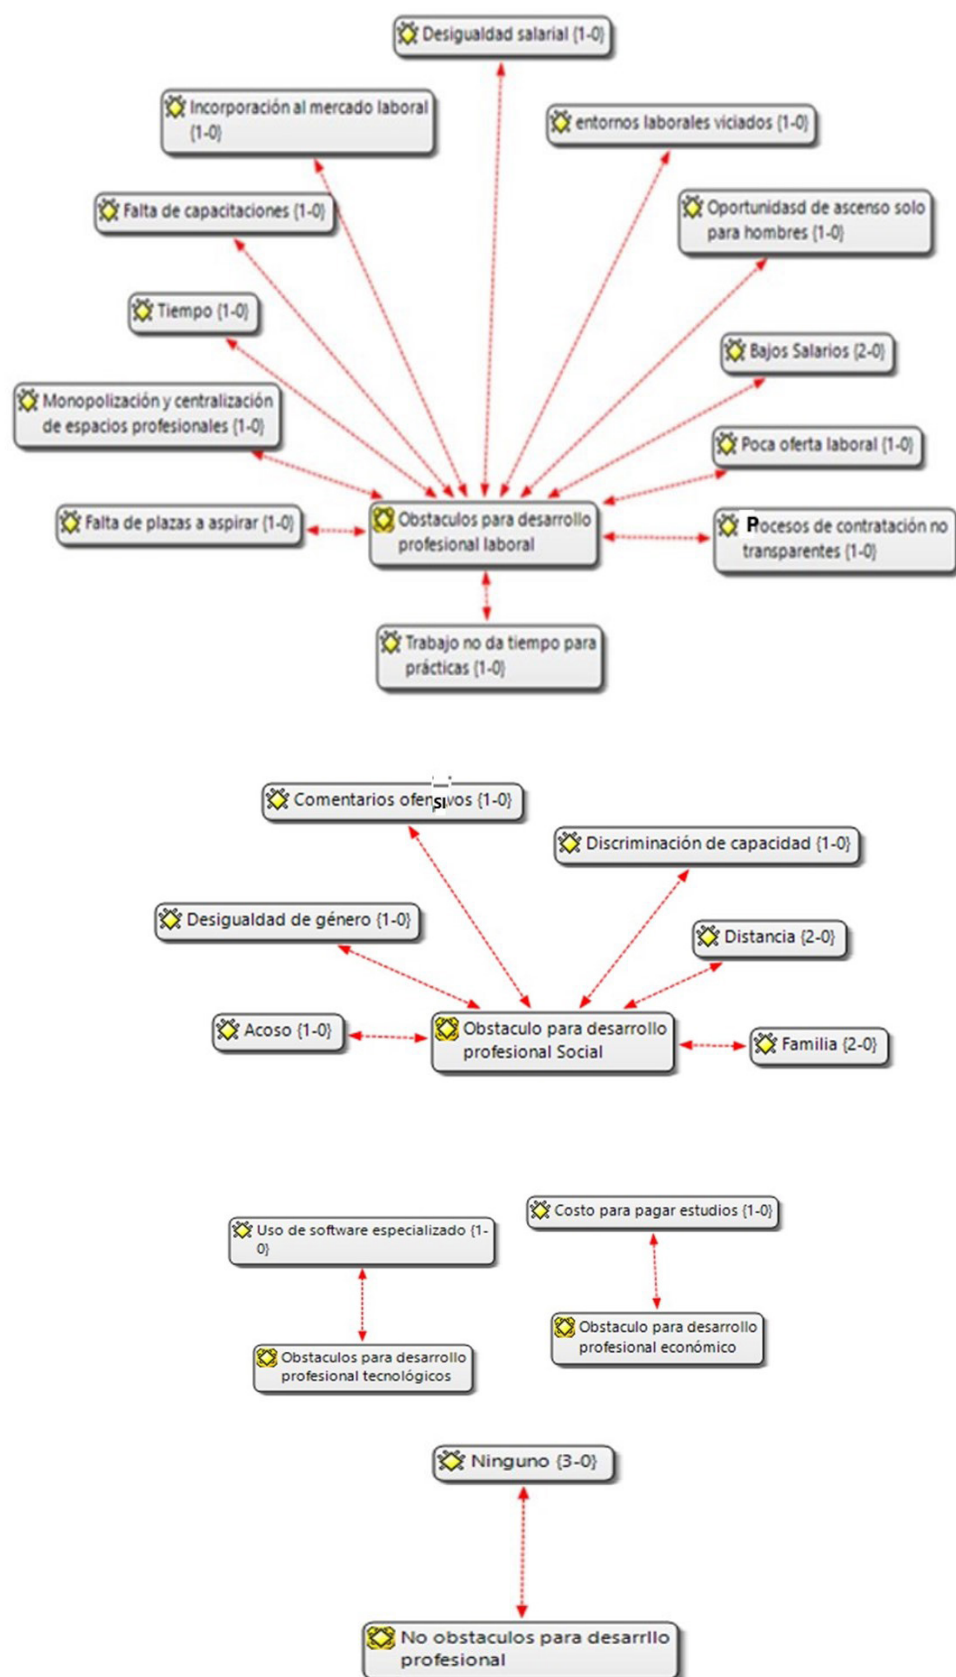 Desigualdad salarial {1-0}
Incorporación al mercado laboral
{1-0}
entornos laborales viciados {1-0}
Falta de capacitaciones {1-0}
Oportunidasd de ascenso solo
para hombres {1-0}
Tiempo {1-0}
Bajos Salarios {2-0}
Monopolización y centralización
de espacios profesionales {1-0}
Poca oferta laboral {1-0}
Falta de plazas a aspirar {1-0}
Obstaculos para desarrollo
profesional laboral
Procesos de contratación no
transparentes {1-0}
Trabajo no da tiempo para
prácticas {1-0}
Comentarios ofensivos {1-0}
Discriminación de capacidad {1-0}
Desigualdad de género {1-0}
Distancia {2-0}
Acoso {1-0}
Obstaculo para desarrollo
profesional Social
Familia {2-0}
Uso de software especializado {1-
0}
Costo para pagar estudios {1-0}
Obstaculos para desarrollo
profesional tecnológicos
Obstaculo para desarrollo
profesional económico
Ninguno {3-0}
No obstaculos para desarrllo
profesional